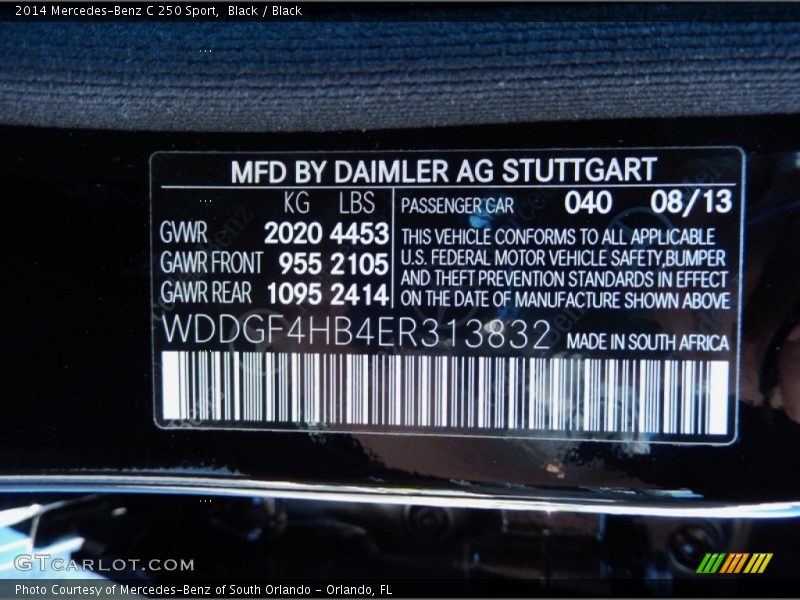 2014 Mercedes-Benz C 250 Sport, Black / Black
MFD BY DAIMLER AG STUTTGART
KG LBS PASSENGER CAR 040 08/13
GWR 2020 4453
GAWR FRONT 955 2105
GAWR REAR 1095 2414
THIS VEHICLE CONFORMS TO ALL APPLICABLE
U.S. FEDERAL MOTOR VEHICLE SAFETY, BUMPER
AND THEFT PREVENTION STANDARDS IN EFFECT
ON THE DATE OF MANUFACTURE SHOWN ABOVE
WDDGF4HB4ER313832 MADE IN SOUTH AFRICA
GTCARLOT.COM
Photo Courtesy of Mercedes-Benz of South Orlando - Orlando, FL